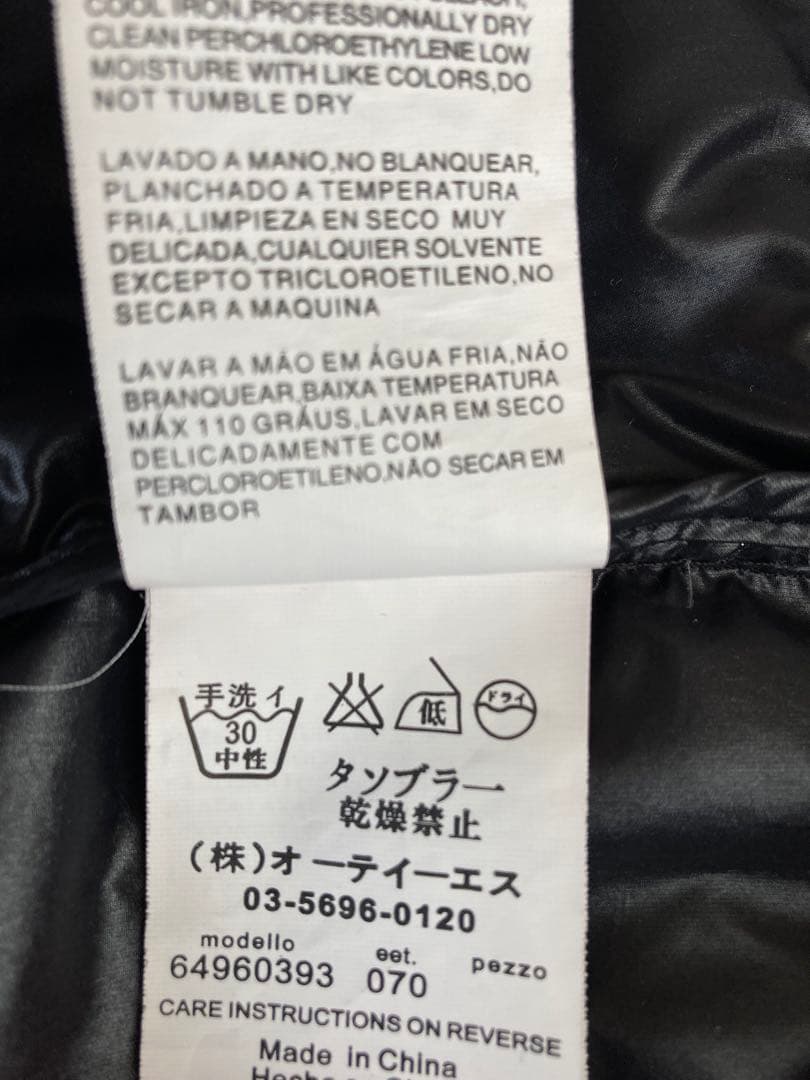 COOL IRON,PROFESSIONALLY DRY
CLEAN PERCHLOROETHYLENE LOW
MOISTURE WITH LIKE COLORS,DO
NOT TUMBLE DRY
LAVADO A MANO,NO BLANQUEAR,
PLANCHADO A TEMPERATURA
FRIA,LIMPIEZA EN SECO MUY
DELICADA,CUALQUIER SOLVENTE
EXCEPTO TRICLOROETILENO,NO
SECAR A MAQUINA
LAVAR A MÃO EM ÁGUA FRIA,NÃO
BRANQUEAR,BAIXA TEMPERATURA
MÁX 110 GRÁUS,LAVAR EM SECO
DELICADAMENTE COM
PERCLOROETILENO,NÃO SECAR EM
TAMBOR
手洗イ
30
中性
低
ドライ
タソブラー
乾燥禁止
(株)オーティーエス
03-5696-0120
modello eet. pezzo
64960393 070
CARE INSTRUCTIONS ON REVERSE
Made in China